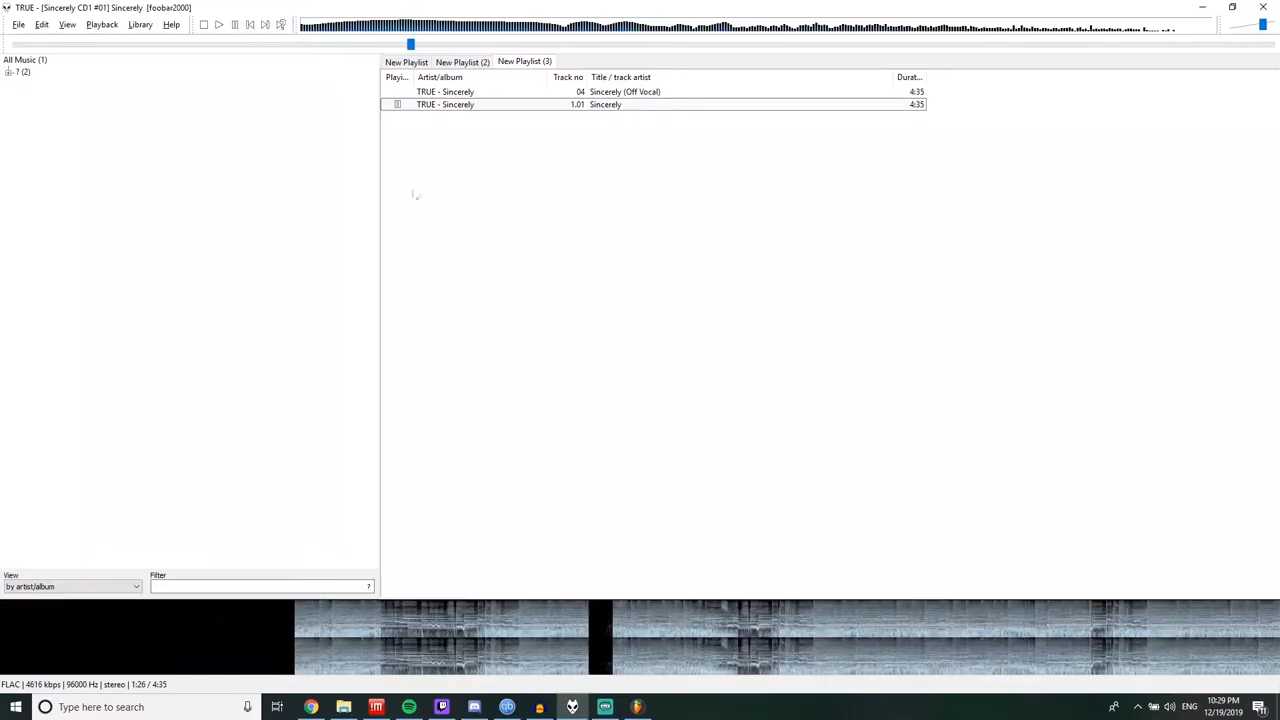 TRUE - [Sincerely CD1 #01] Sincerely [foobar2000]
File Edit View Playback Library Help
All Music (1)
? (2)
New Playlist New Playlist (2) New Playlist (3)
Playi... Artist/album Track no Title / track artist Durat...
TRUE - Sincerely 04 Sincerely (Off Vocal) 4:35
TRUE - Sincerely 1.01 Sincerely 4:35
View Filter
by artist/album ?
FLAC | 4616 kbps | 96000 Hz | stereo | 1:26 / 4:35
Type here to search
ENG
10:29 PM
12/19/2019